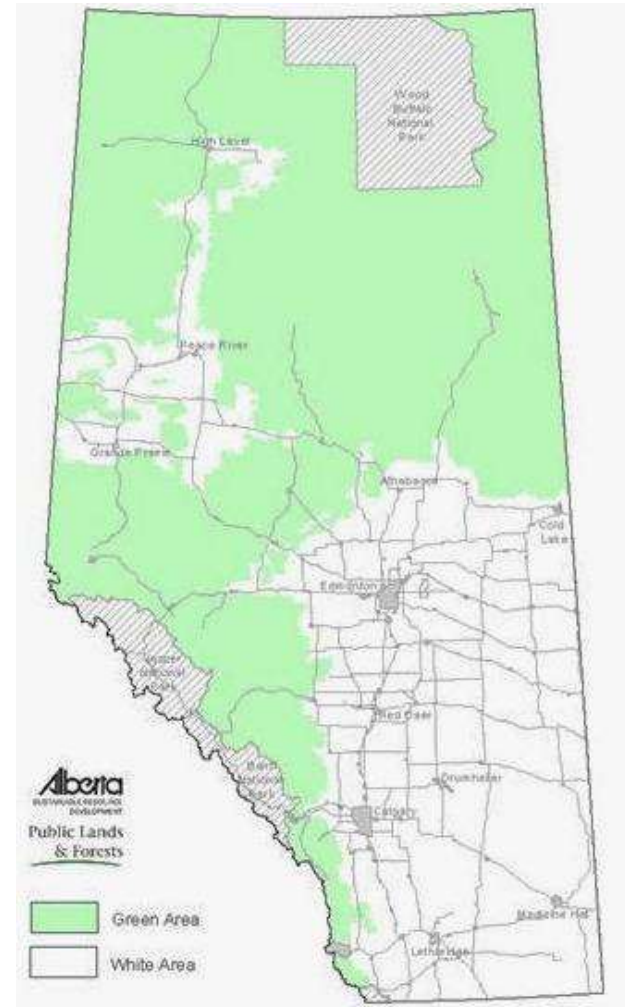 Wood
Buffalo
National
Park
High Level
Peace River
Grande Prairie
Athabasca
Cold
Lake
Edmonton
Jasper
National
Park
Red Deer
Banff
National
Park
Drumheller
Calgary
Medicine Hat
Lethbridge
Alberta
SUSTAINABLE RESOURCE
DEVELOPMENT
Public Lands
& Forests
Green Area
White Area